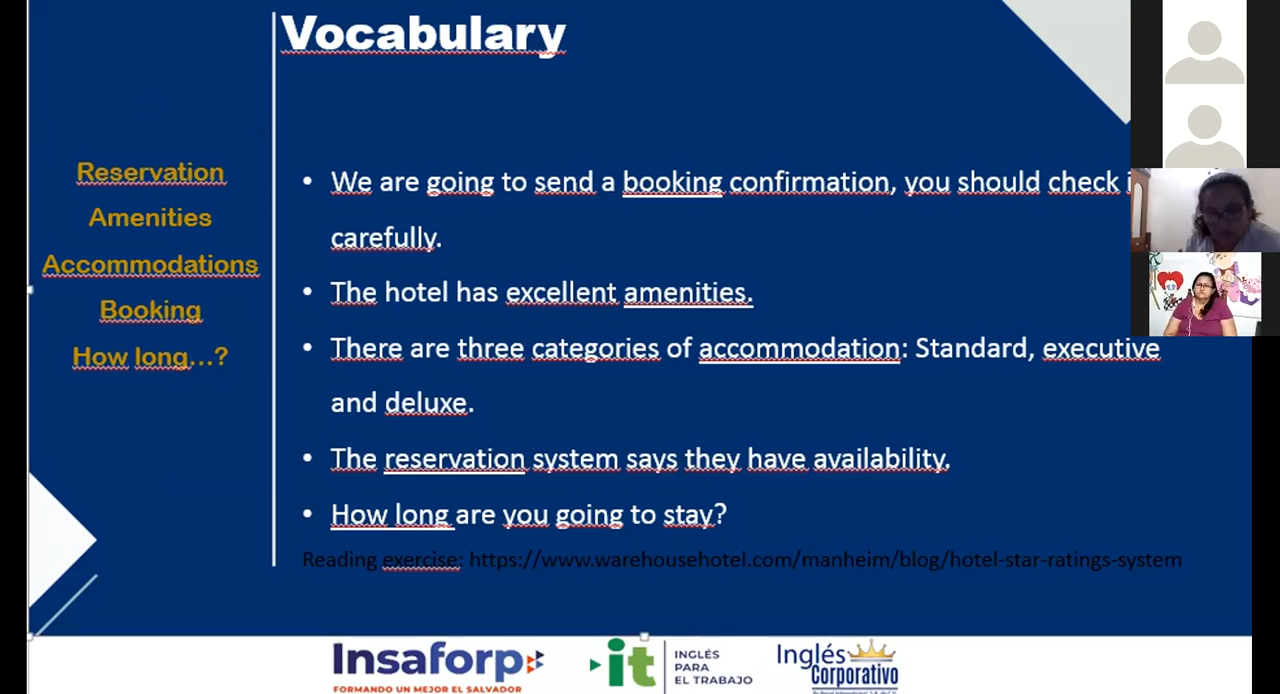 Vocabulary
Reservation
Amenities
Accommodations
Booking
How long...?
• We are going to send a booking confirmation, you should check
carefully.
• The hotel has excellent amenities.
• There are three categories of accommodation: Standard, executive
and deluxe.
• The reservation system says they have availability.
• How long are you going to stay?
Reading exercise: https://www.warehousehotel.com/manheim/blog/hotel-star-ratings-system
Insaforp
FORMANDO UN MEJOR EL SALVADOR
it
INGLÉS
PARA
EL TRABAJO
Inglés
Corporativo